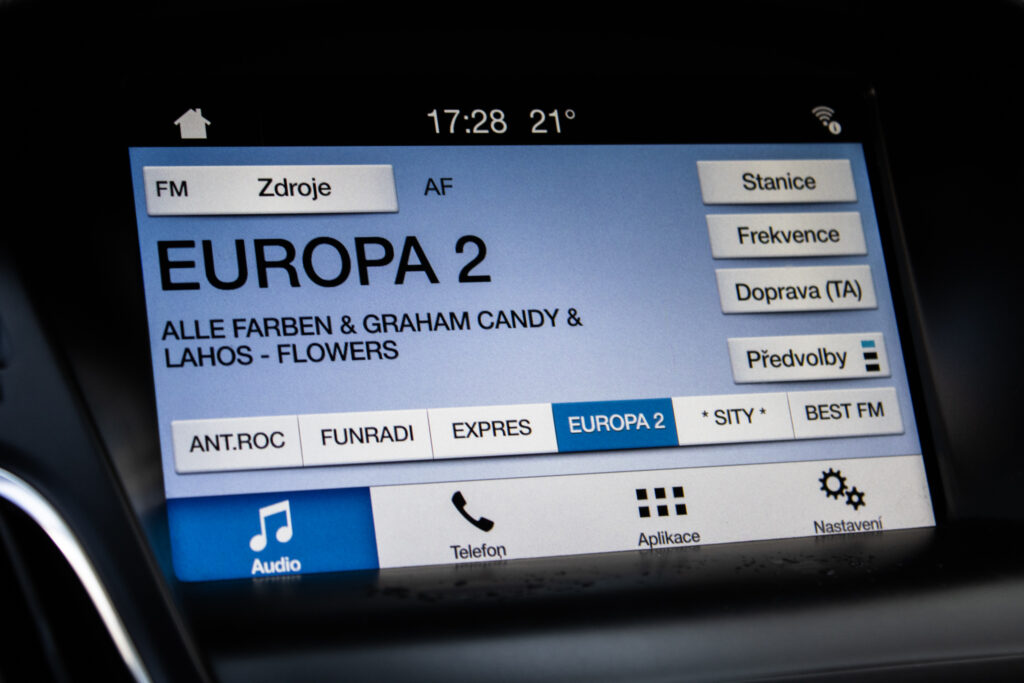 17:28 21°
FM Zdroje
AF
Stanice
EUROPA 2
Frekvence
Doprava (TA)
ALLE FARBEN & GRAHAM CANDY &
LAHOS - FLOWERS
Předvolby
ANT.ROC
FUNRADI
EXPRES
EUROPA 2
* SITY *
BEST FM
Audio
Telefon
Aplikace
Nastavení